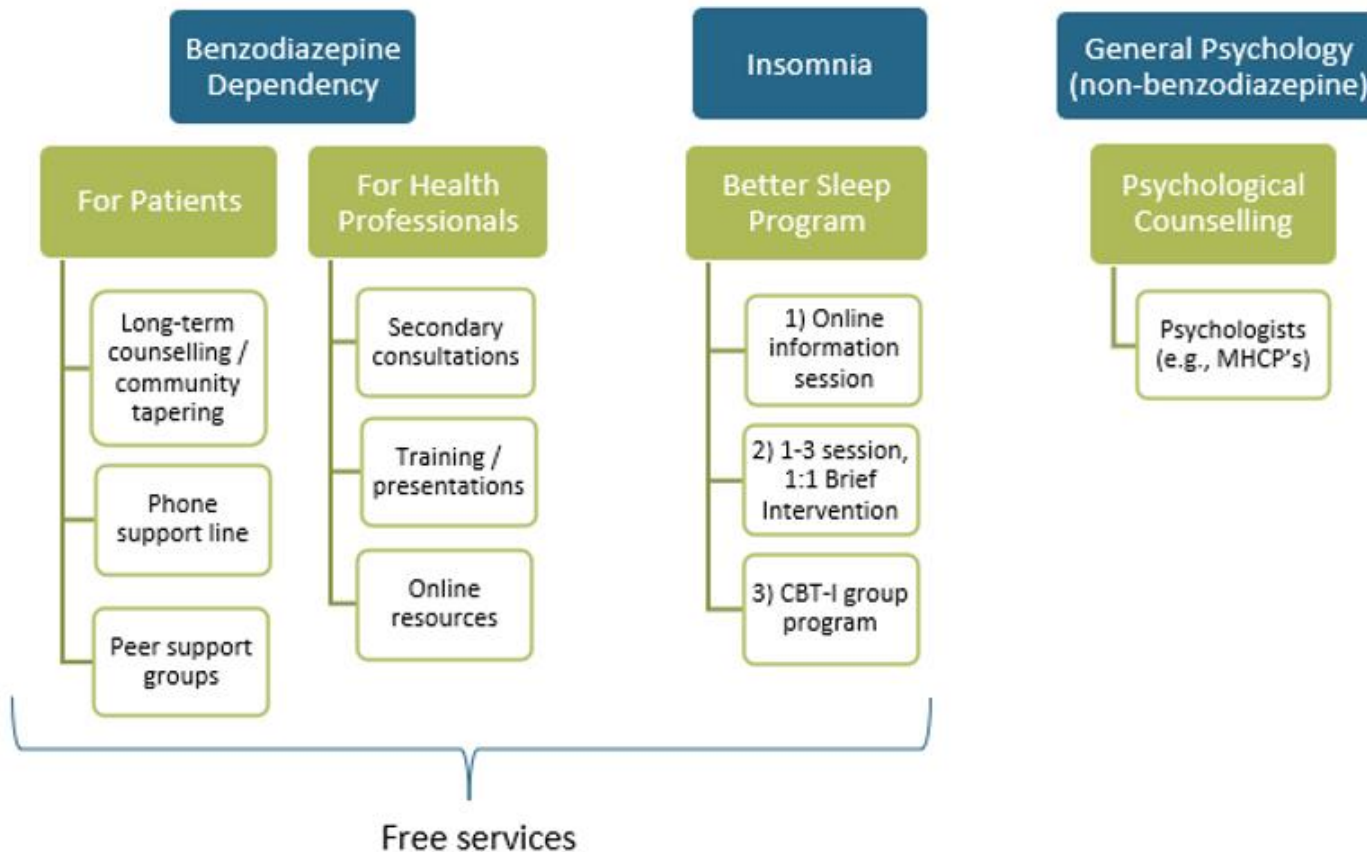 Benzodiazepine
Dependency
For Patients
Long-term
counselling /
community
tapering
Phone
support line
Peer support
groups
For Health
Professionals
Secondary
consultations
Training /
presentations
Online
resources
Insomnia
Better Sleep
Program
1) Online
information
session
2) 1-3 session,
1:1 Brief
Intervention
3) CBT-I group
program
General Psychology
(non-benzodiazepine)
Psychological
Counselling
Psychologists
(e.g., MHCP's)
Free services